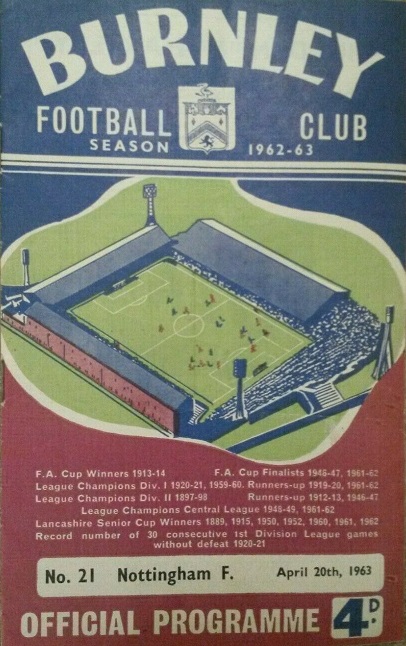 BURNLEY
FOOTBALL CLUB
SEASON 1962-63
F.A. Cup Winners 1913-14 F.A. Cup Finalists 1946-47, 1961-62
League Champions Div. I 1920-21, 1959-60. Runners-up 1919-20, 1961-62
League Champions Div. II 1897-98 Runners-up 1912-13, 1946-47
League Champions Central League 1948-49, 1961-62
Lancashire Senior Cup Winners 1889, 1915, 1950, 1952, 1960, 1961, 1962
Record number of 30 consecutive 1st Division League games
without defeat 1920-21
No. 21 Nottingham F. April 20th, 1963
OFFICIAL PROGRAMME 4D.